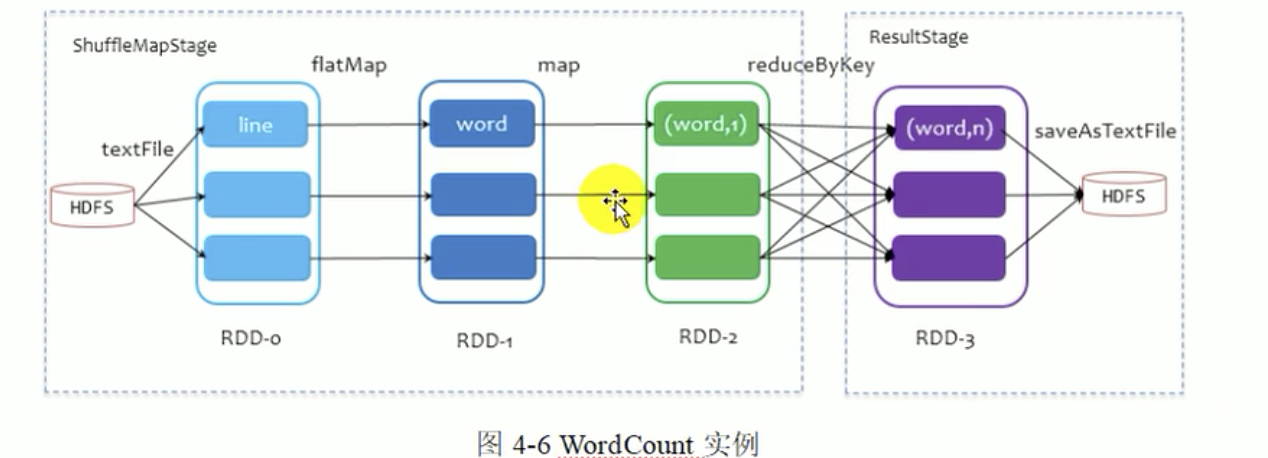 ShuffleMapStage
ResultStage
flatMap
map
reduceByKey
line
word
(word,1)
(word,n)
textFile
saveAsTextFile
HDFS
HDFS
RDD-0
RDD-1
RDD-2
RDD-3
图 4-6 WordCount 实例